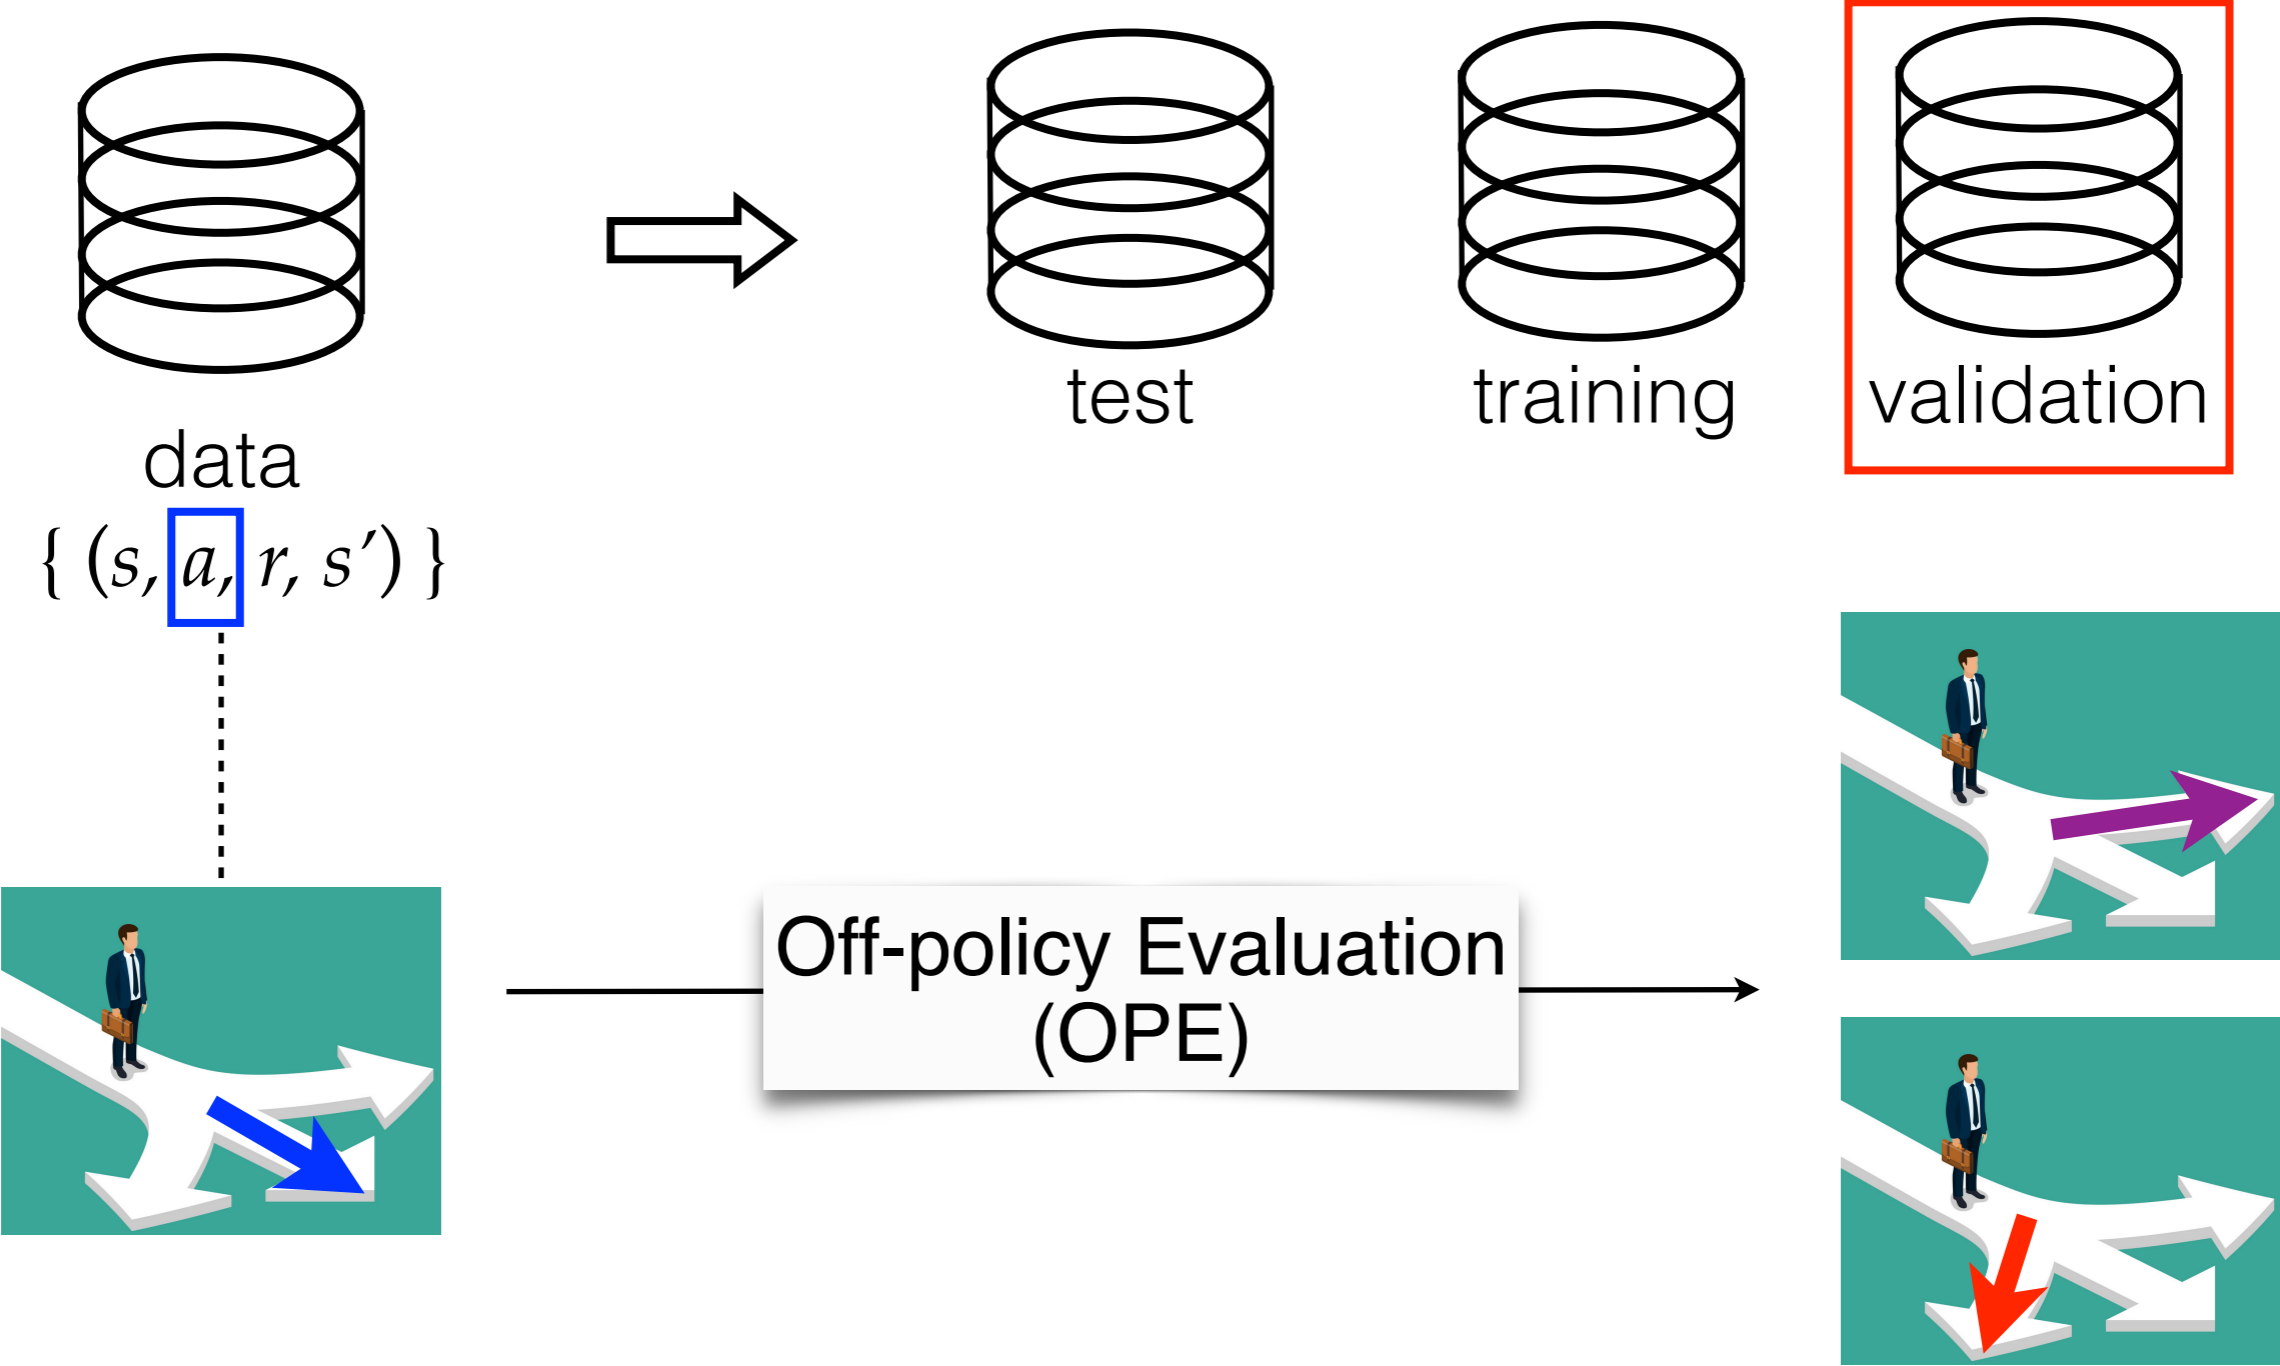 test
training
validation
data
{ (s, a, r, s′) }
Off-policy Evaluation
(OPE)